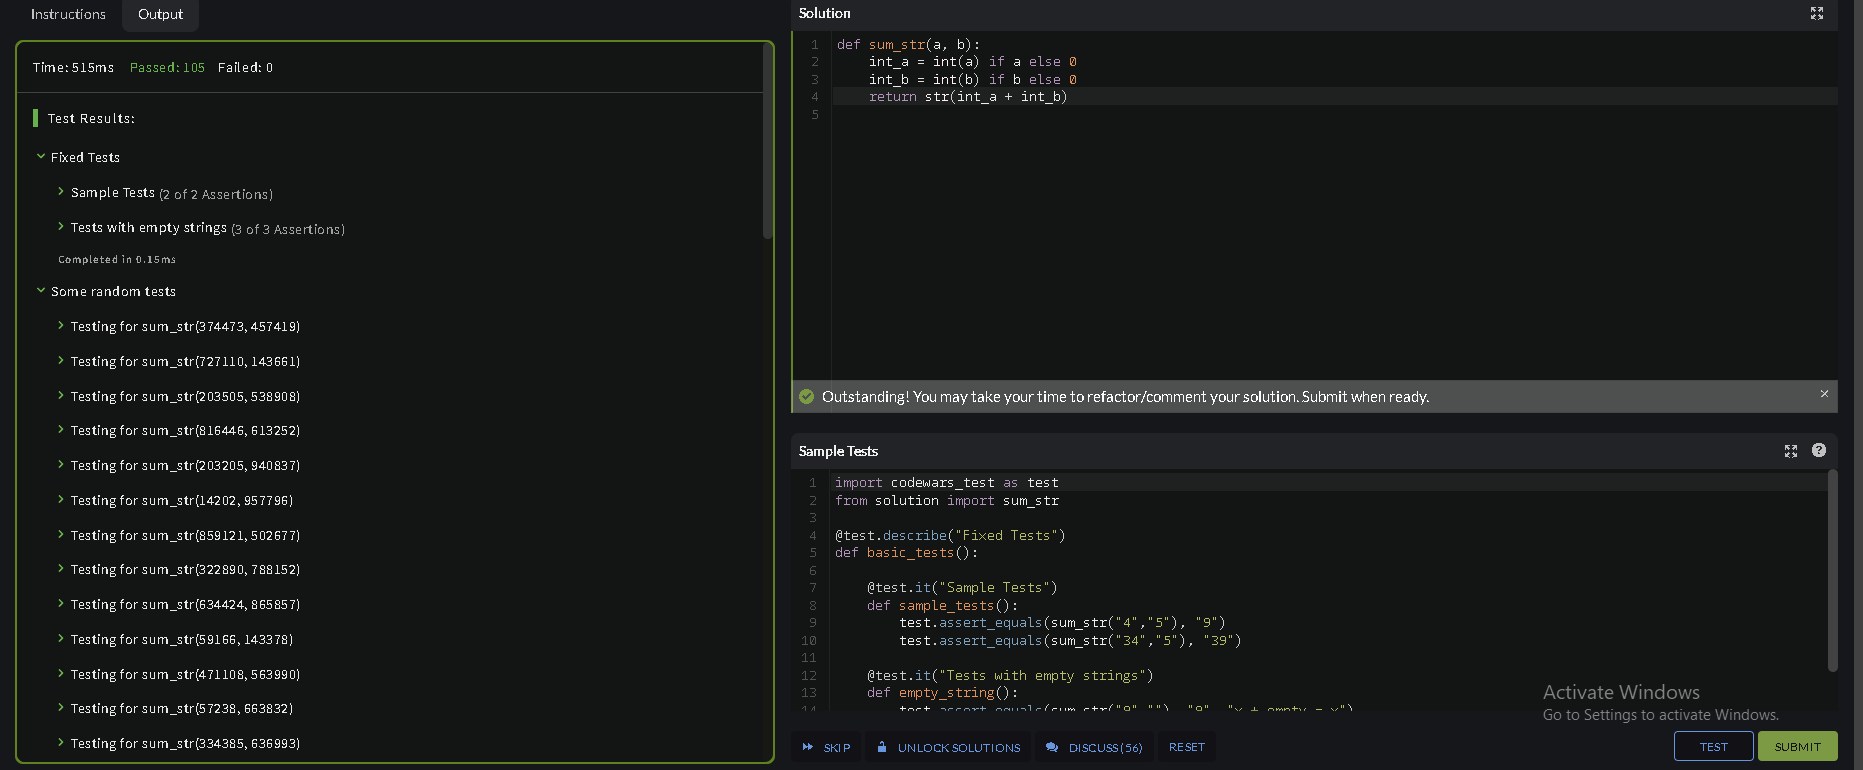 Instructions
Output
Time: 515ms Passed: 105 Failed: 0
Test Results:
Fixed Tests
Sample Tests (2 of 2 Assertions)
Tests with empty strings (3 of 3 Assertions)
Completed in 0.15ms
Some random tests
Testing for sum_str(374473, 457419)
Testing for sum_str(727110, 143661)
Testing for sum_str(203505, 538908)
Testing for sum_str(816446, 613252)
Testing for sum_str(203205, 940837)
Testing for sum_str(14202, 957796)
Testing for sum_str(859121, 502677)
Testing for sum_str(322890, 788152)
Testing for sum_str(634424, 865857)
Testing for sum_str(59166, 143378)
Testing for sum_str(471108, 563990)
Testing for sum_str(57238, 663832)
Testing for sum_str(334385, 636993)
Solution
1 def sum_str(a, b):
2     int_a = int(a) if a else 0
3     int_b = int(b) if b else 0
4     return str(int_a + int_b)
5
Outstanding! You may take your time to refactor/comment your solution. Submit when ready.
Sample Tests
1 import codewars_test as test
2 from solution import sum_str
3
4 @test.describe("Fixed Tests")
5 def basic_tests():
6
7     @test.it("Sample Tests")
8     def sample_tests():
9         test.assert_equals(sum_str("4","5"), "9")
10         test.assert_equals(sum_str("34","5"), "39")
11
12     @test.it("Tests with empty strings")
13     def empty_string():
14         test.assert_equals(sum_str("9",""), "9", "x + empty = x")
SKIP
UNLOCK SOLUTIONS
DISCUSS (56)
RESET
TEST
SUBMIT
Activate Windows
Go to Settings to activate Windows.